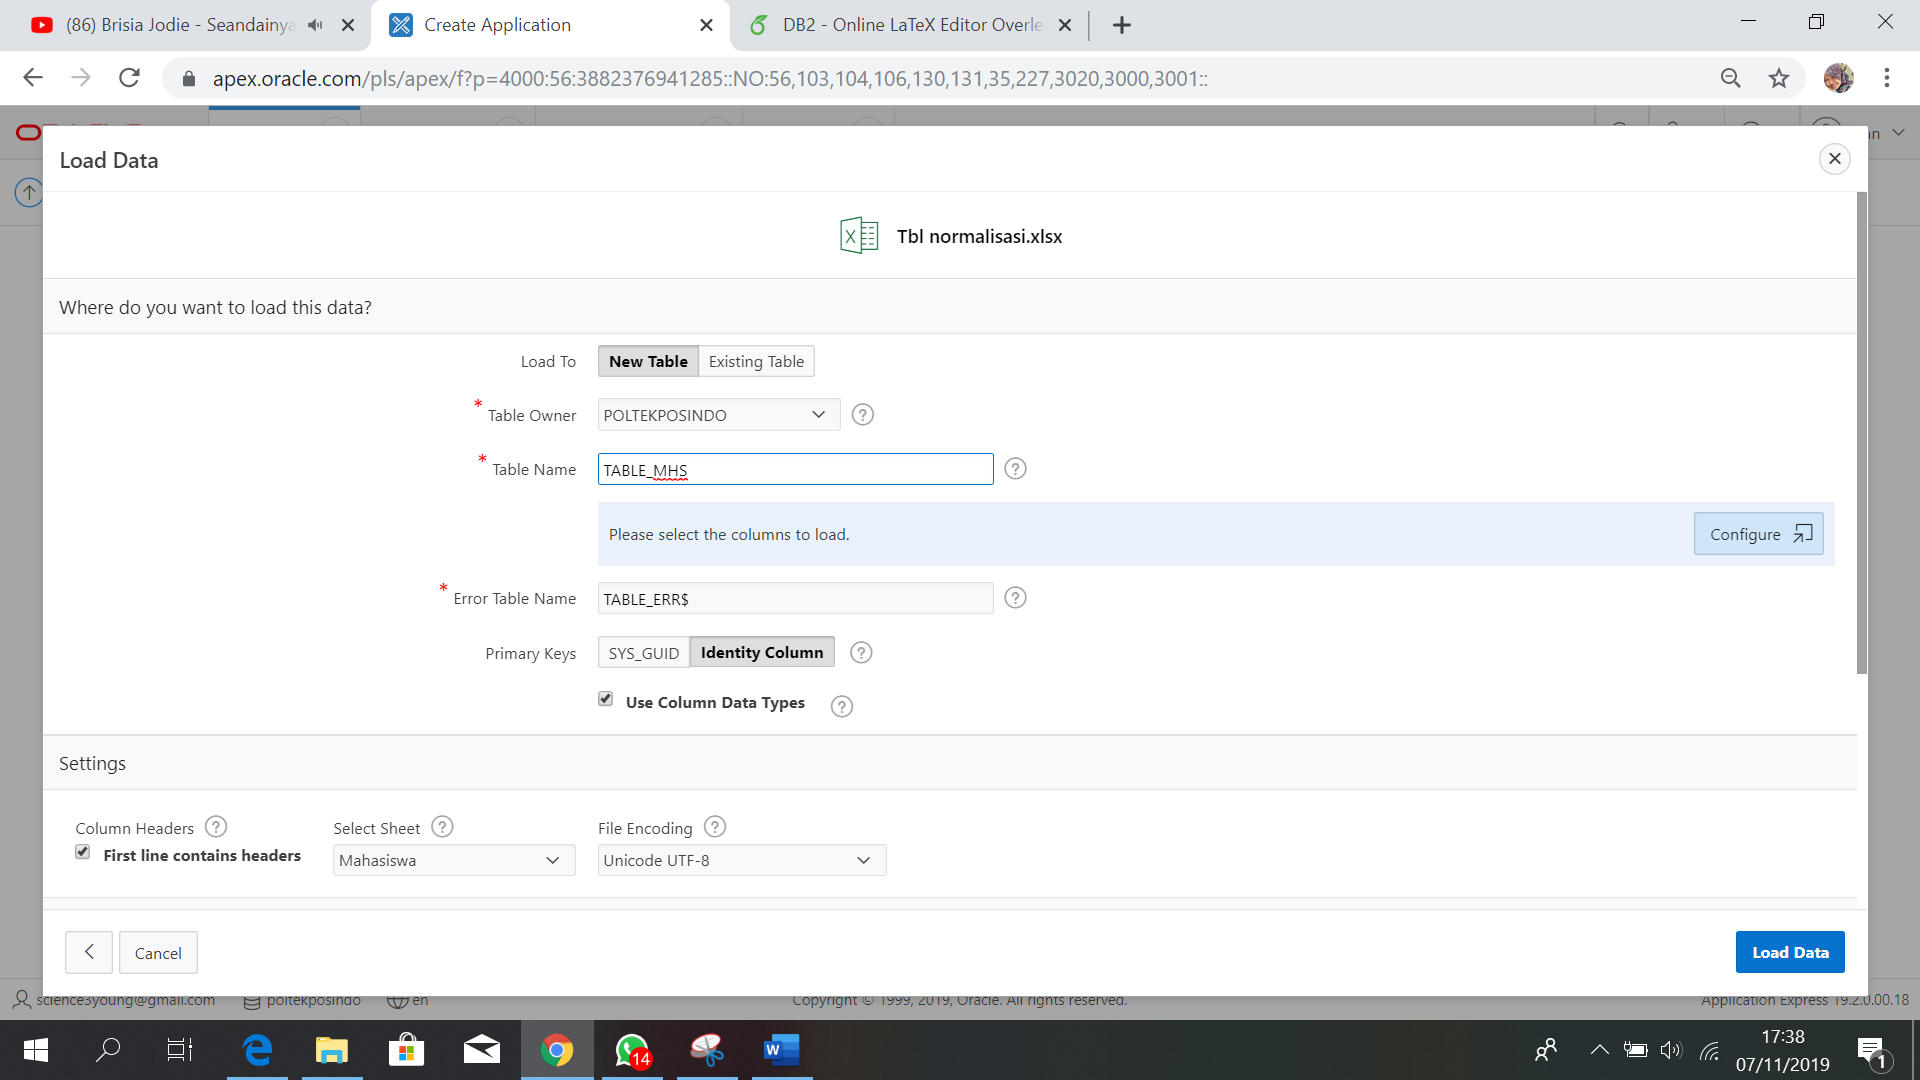 (86) Brisia Jodie - Seandainya
Create Application
DB2 - Online LaTeX Editor Overle
apex.oracle.com/pls/apex/f?p=4000:56:3882376941285::NO:56,103,104,106,130,131,35,227,3020,3000,3001::
Load Data
Tbl normalisasi.xlsx
Where do you want to load this data?
Load To New Table Existing Table
* Table Owner POLTEKPOSINDO ?
* Table Name TABLE_MHS ?
Please select the columns to load. Configure
* Error Table Name TABLE_ERR$ ?
Primary Keys SYS_GUID Identity Column ?
Use Column Data Types ?
Settings
Column Headers ? Select Sheet ? File Encoding ?
First line contains headers Mahasiswa Unicode UTF-8
Cancel Load Data
science3young@gmail.com poltekposindo en Copyright © 1999, 2019, Oracle. All rights reserved. Application Express 19.2.0.00.18
14
17:38
07/11/2019
1